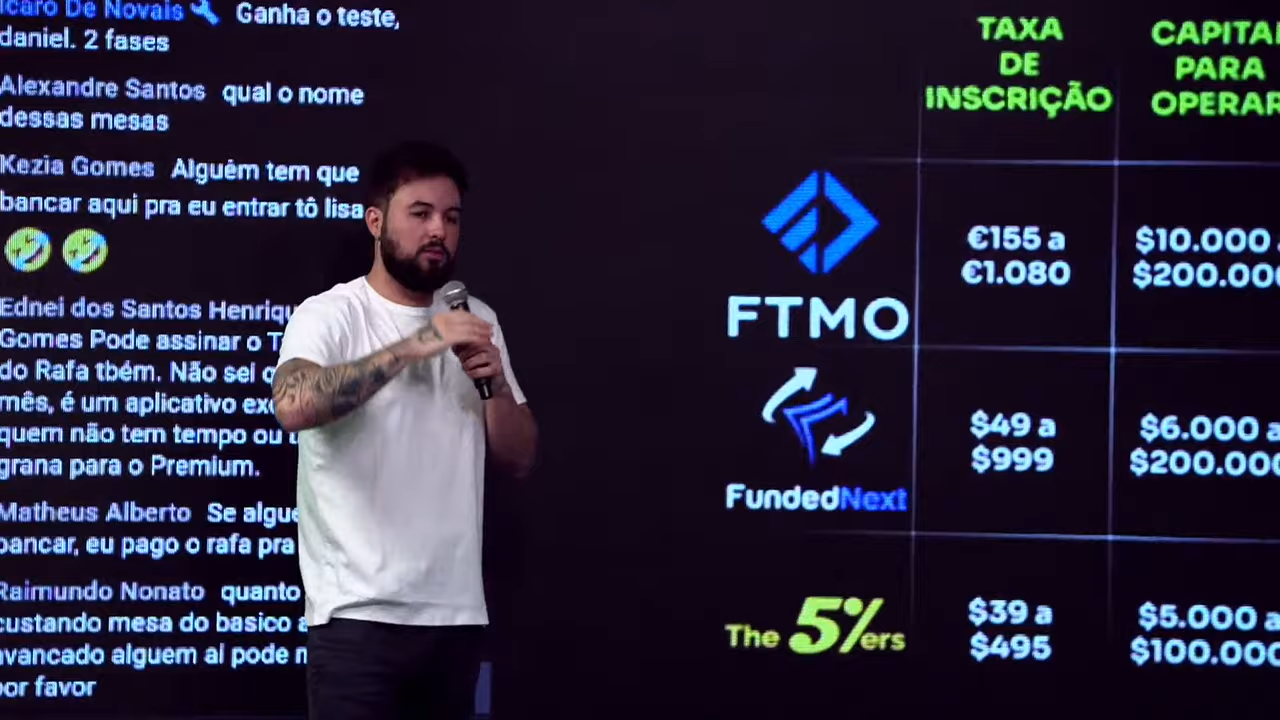 Icaro De Novais Ganha o teste,
daniel. 2 fases
Alexandre Santos qual o nome
dessas mesas
Kezia Gomes Alguém tem que
bancar aqui pra eu entrar tô lisa
Ednei dos Santos Henriqu
Gomes Pode assinar o T
do Rafa tbém. Não sei
mês, é um aplicativo
quem não tem tempo ou
grana para o Premium.
Matheus Alberto Se algue
bancar, eu pago o rafa pra
Raimundo Nonato quanto
custando mesa do basico a
avancado alguem ai pode
por favor
TAXA
DE
INSCRIÇÃO
CAPITAL
PARA
OPERAR
FTMO
€155 a
€1.080
$10.000
$200.000
FundedNext
$49 a
$999
$6.000 a
$200.000
The 5%ers
$39 a
$495
$5.000 a
$100.000